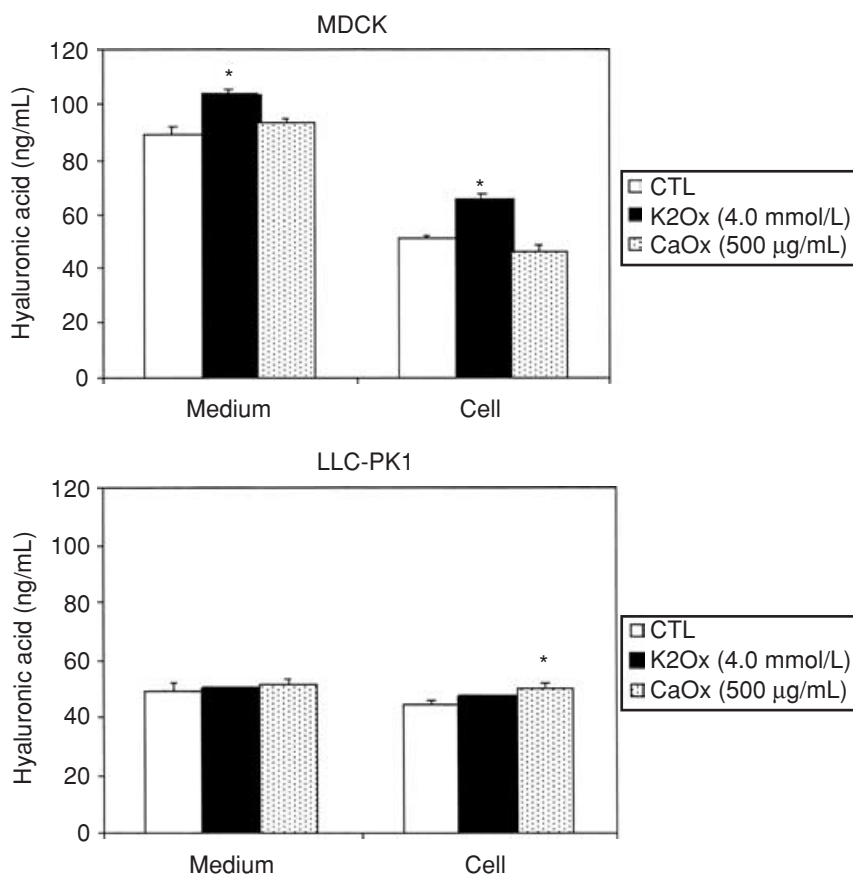 MDCK
120
100
80
60
40
20
0
Hyaluronic acid (ng/mL)
*
*
Medium
Cell
CTL
K2Ox (4.0 mmol/L)
CaOx (500 μg/mL)
LLC-PK1
120
100
80
60
40
20
0
Hyaluronic acid (ng/mL)
*
Medium
Cell
CTL
K2Ox (4.0 mmol/L)
CaOx (500 μg/mL)